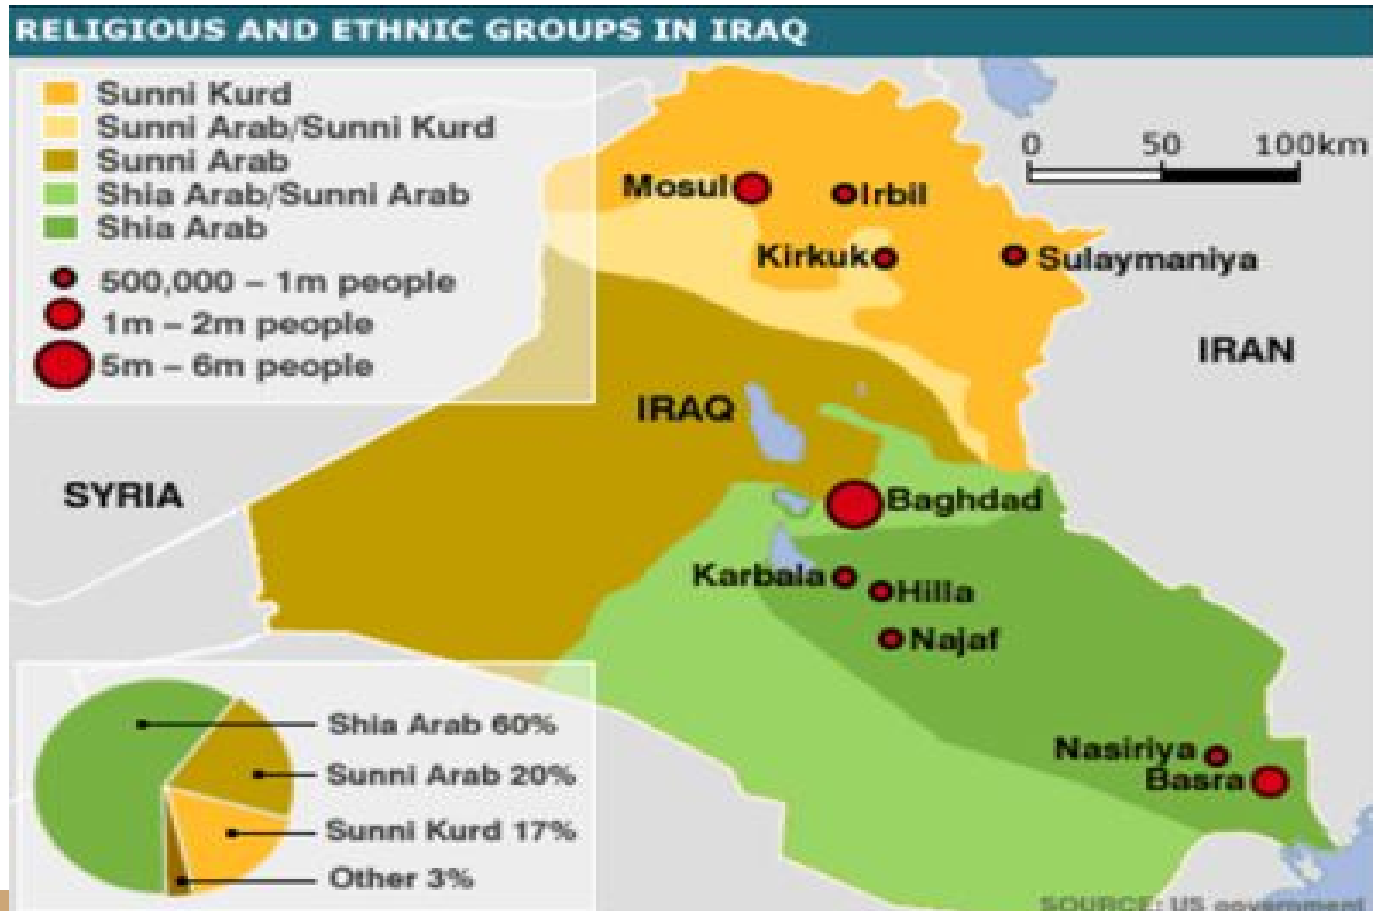 RELIGIOUS AND ETHNIC GROUPS IN IRAQ
Sunni Kurd
Sunni Arab/Sunni Kurd
Sunni Arab
Shia Arab/Sunni Arab
Shia Arab
500,000 – 1m people
1m – 2m people
5m – 6m people
0 50 100km
Mosul
Irbil
Kirkuk
Sulaymaniya
IRAN
IRAQ
SYRIA
Baghdad
Karbala
Hilla
Najaf
Nasiriya
Basra
Shia Arab 60%
Sunni Arab 20%
Sunni Kurd 17%
Other 3%
SOURCE: US government